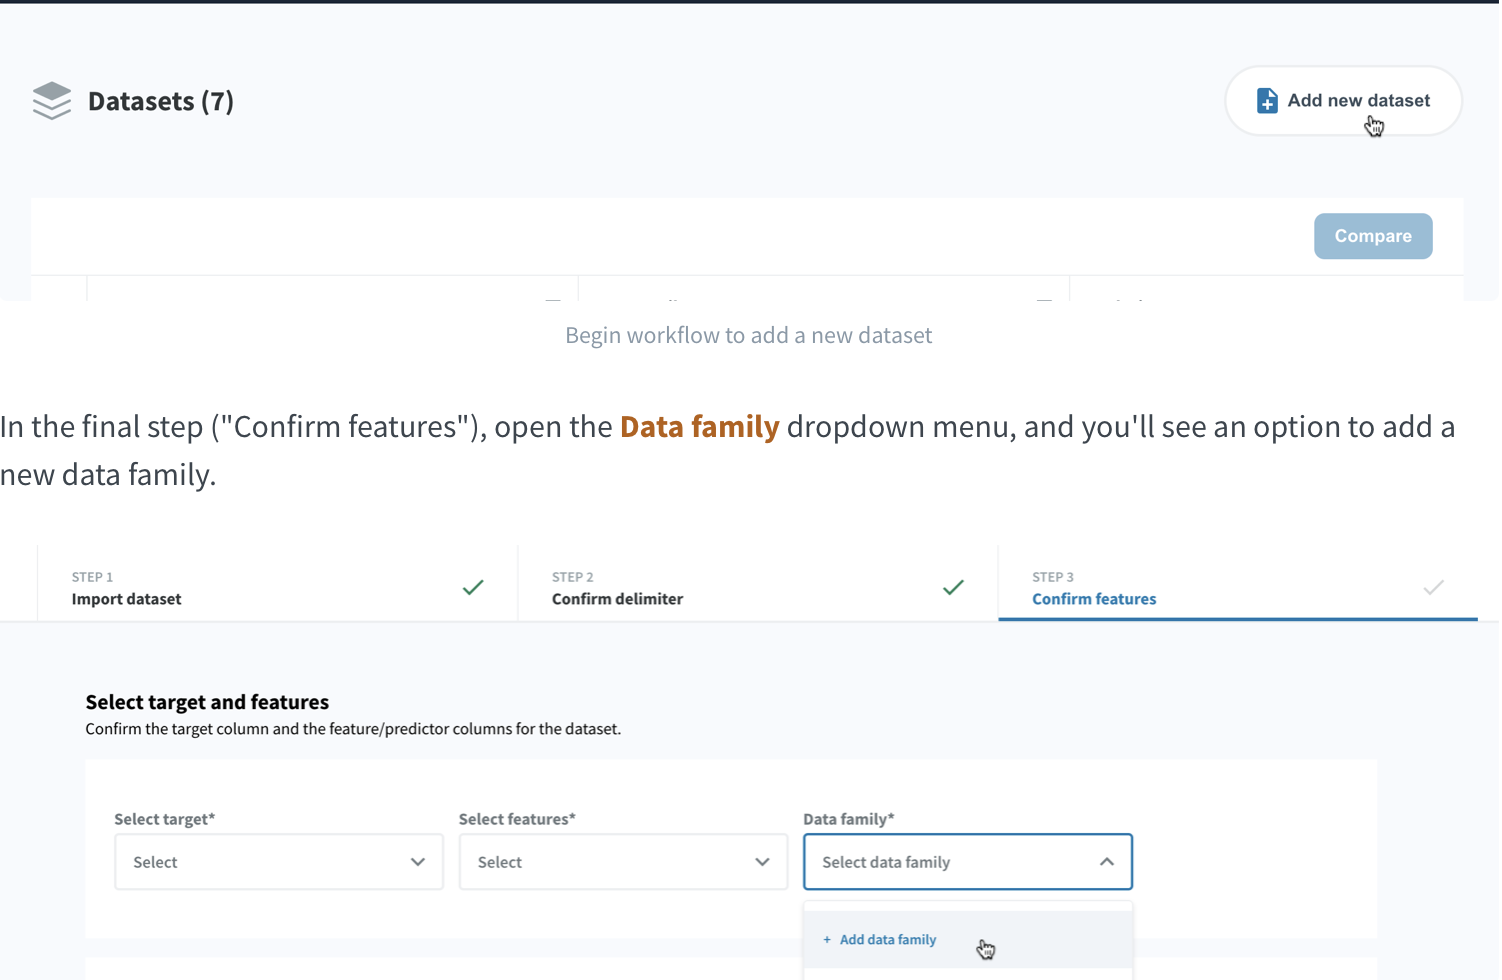 Datasets (7)
Add new dataset
Compare
Begin workflow to add a new dataset
In the final step ("Confirm features"), open the Data family dropdown menu, and you'll see an option to add a
new data family.
STEP 1
Import dataset
STEP 2
Confirm delimiter
STEP 3
Confirm features
Select target and features
Confirm the target column and the feature/predictor columns for the dataset.
Select target*
Select features*
Data family*
Select
Select
Select data family
+ Add data family